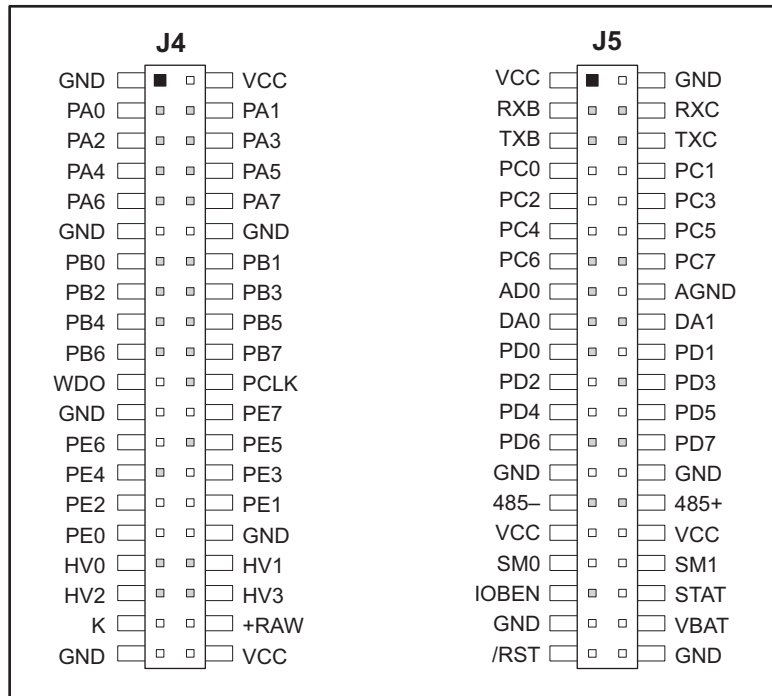 J4 J5
GND VCC VCC GND
PA0 PA1 RXB RXC
PA2 PA3 TXB TXC
PA4 PA5 PC0 PC1
PA6 PA7 PC2 PC3
GND GND PC4 PC5
PB0 PB1 PC6 PC7
PB2 PB3 AD0 AGND
PB4 PB5 DA0 DA1
PB6 PB7 PD0 PD1
WDO PCLK PD2 PD3
GND PE7 PD4 PD5
PE6 PE5 PD6 PD7
PE4 PE3 GND GND
PE2 PE1 485– 485+
PE0 GND VCC VCC
HV0 HV1 SM0 SM1
HV2 HV3 IOBEN STAT
K +RAW GND VBAT
GND VCC /RST GND